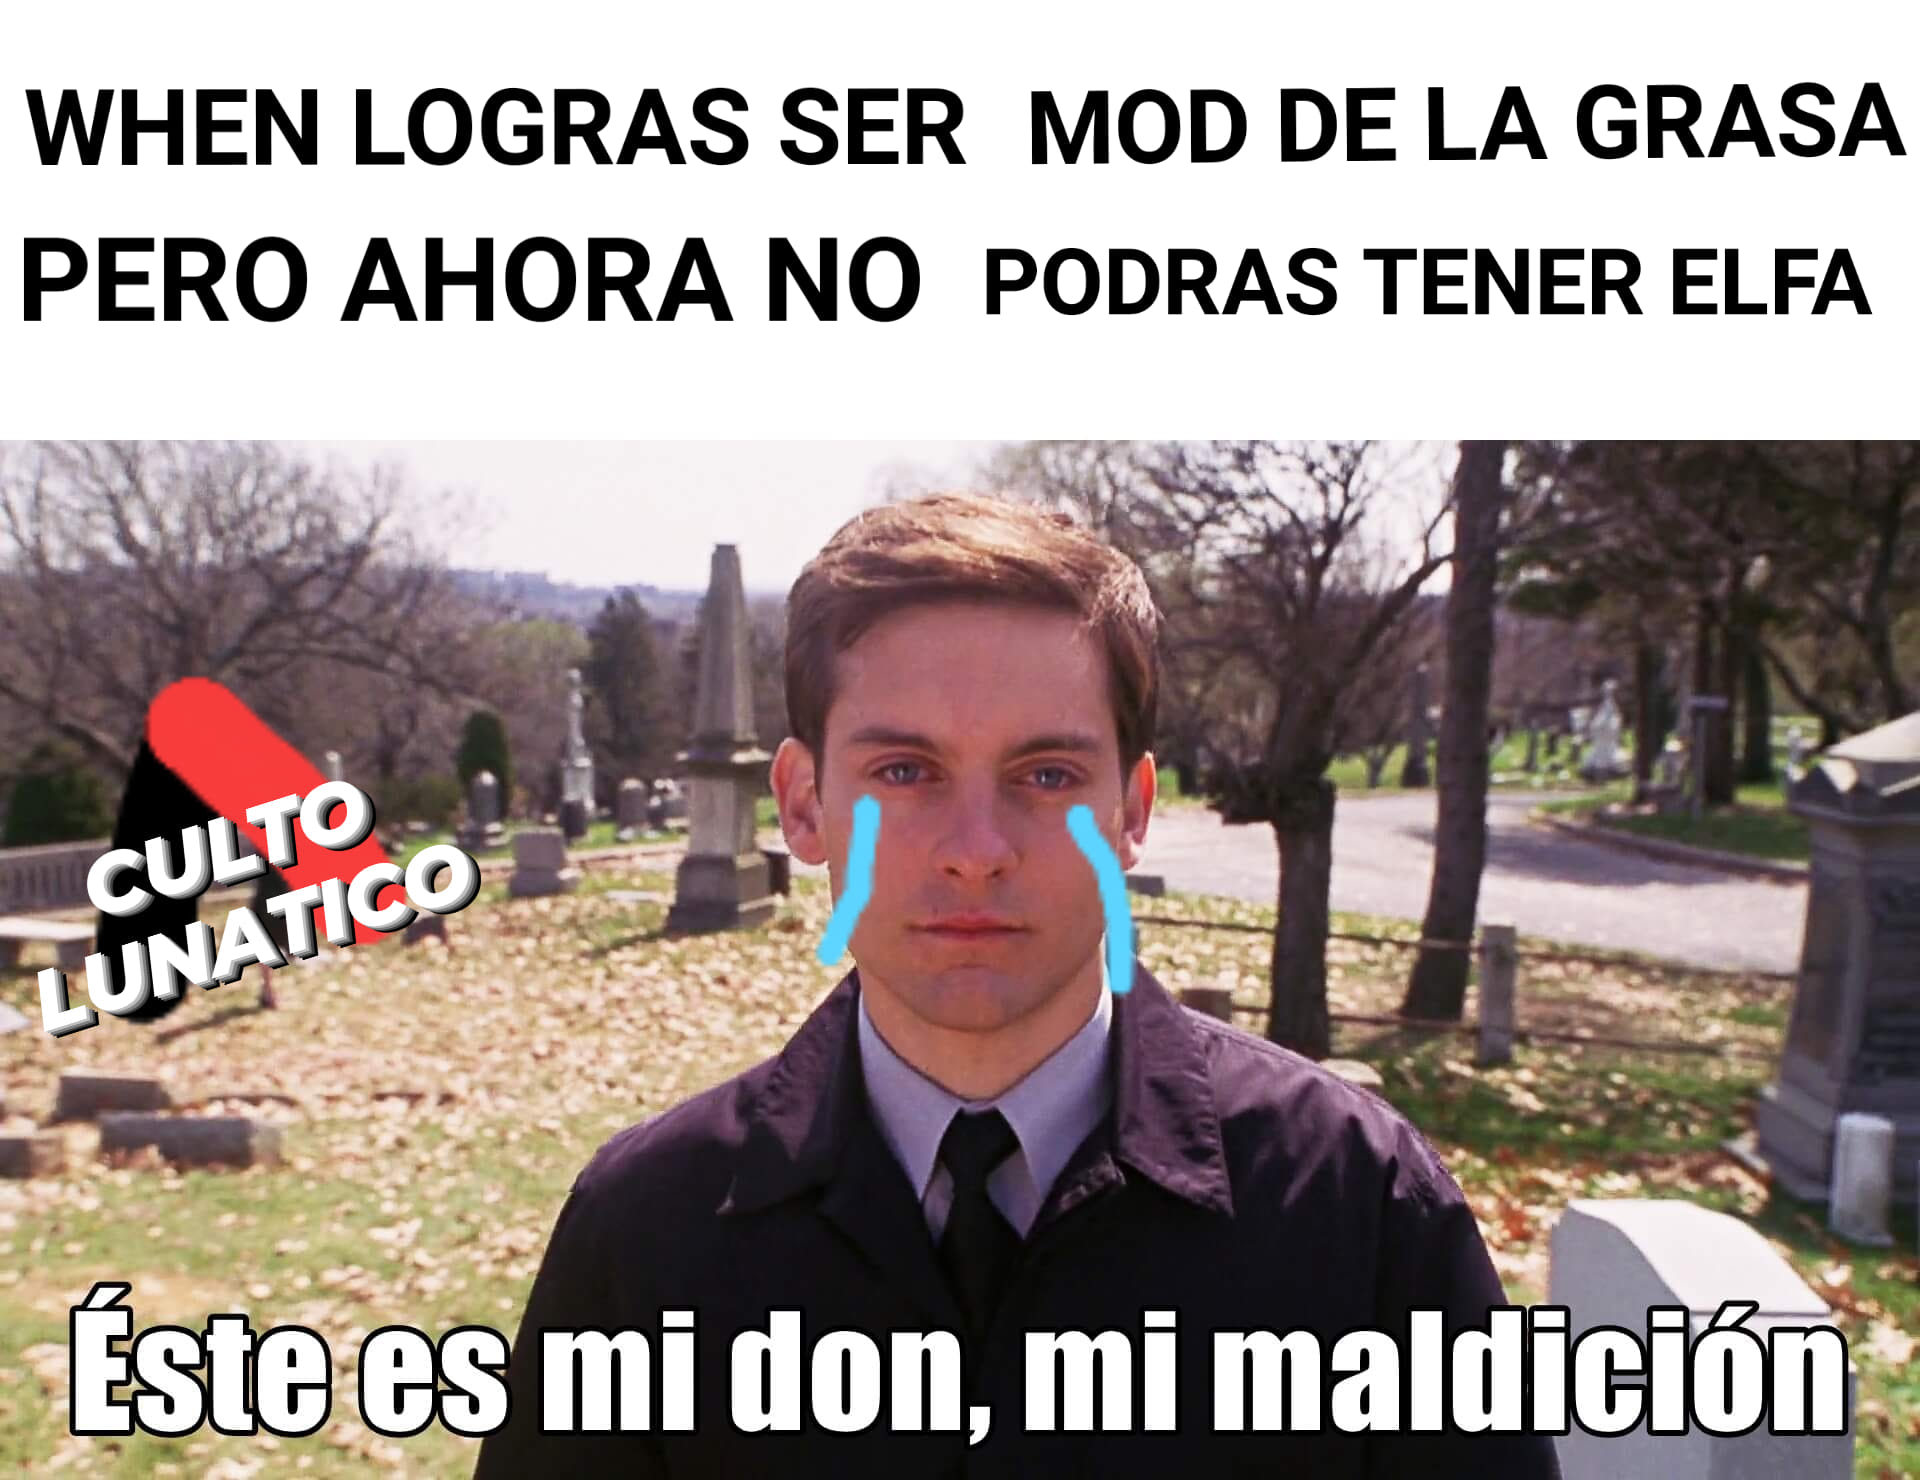 WHEN LOGRAS SER MOD DE LA GRASA
PERO AHORA NO PODRAS TENER ELFA
CULTO
LUNATICO
Éste es mi don, mi maldición